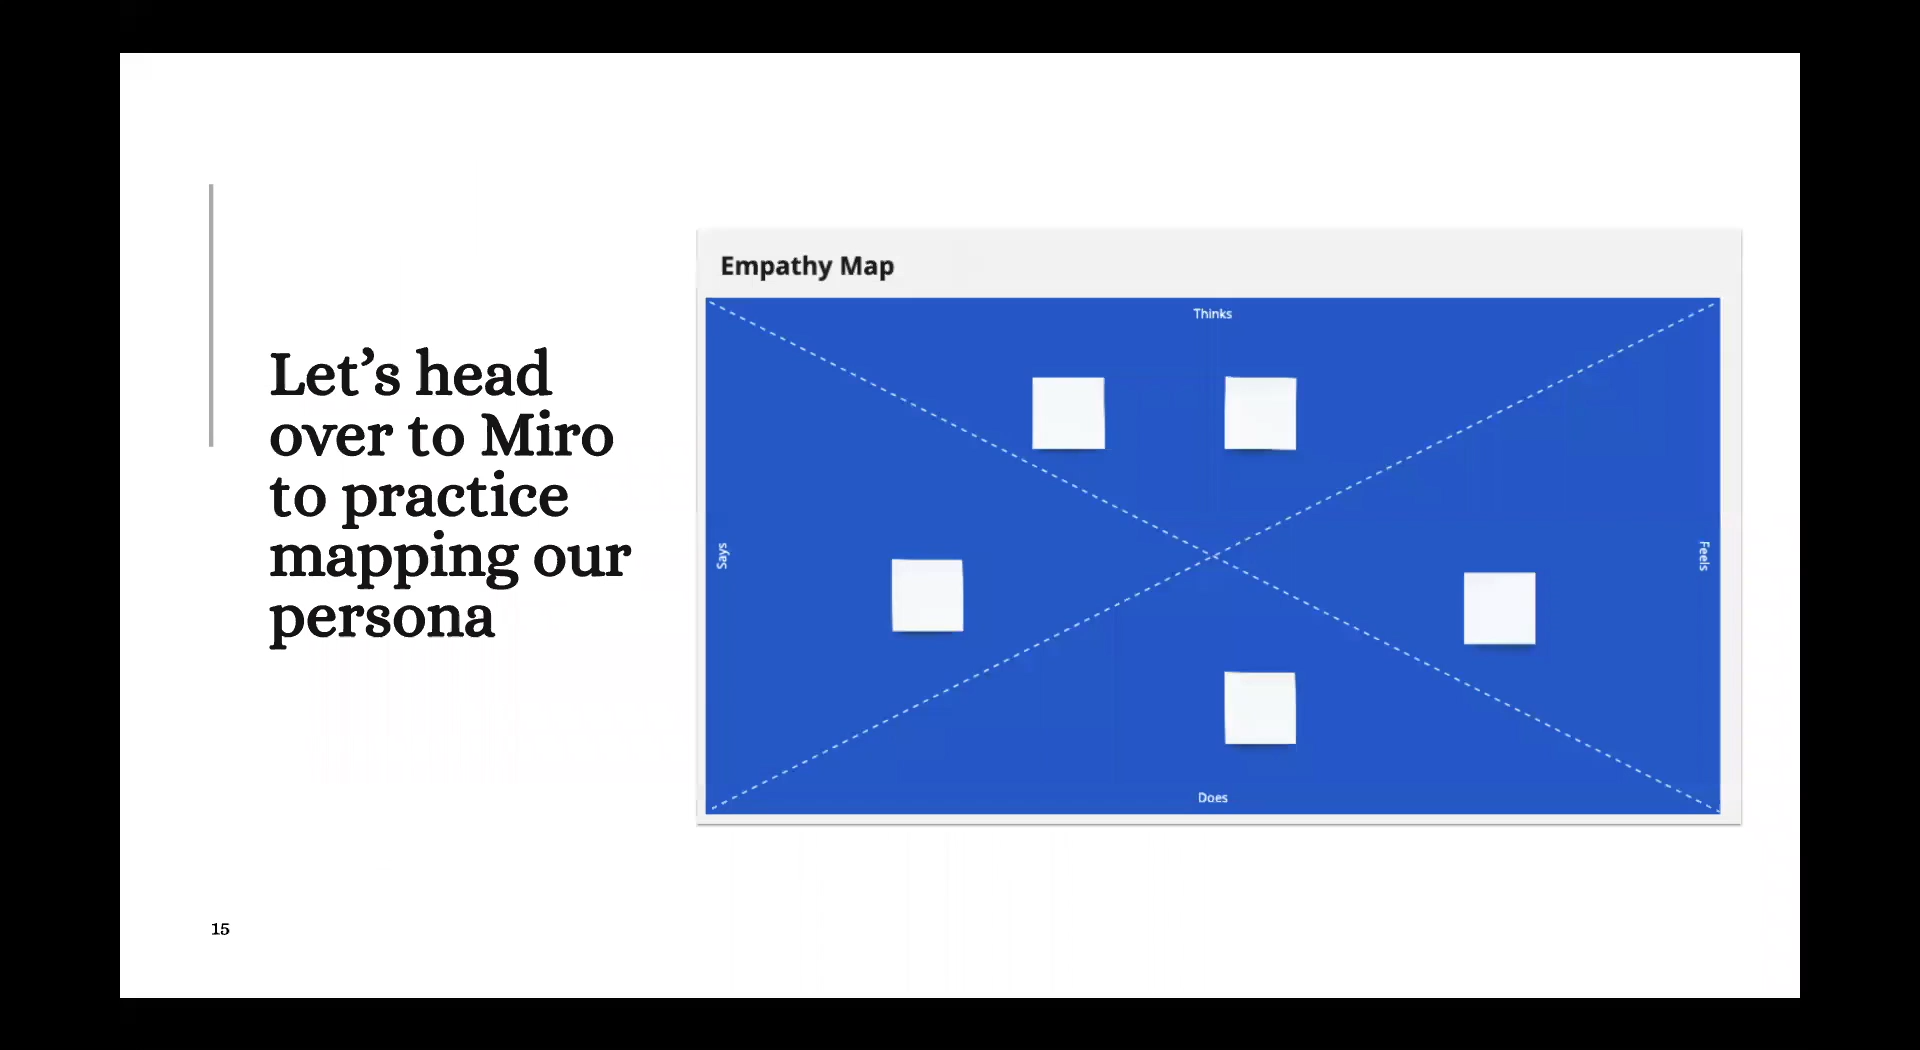 Let’s head
over to Miro
to practice
mapping our
persona
Empathy Map
Thinks
Says
Feels
Does
15